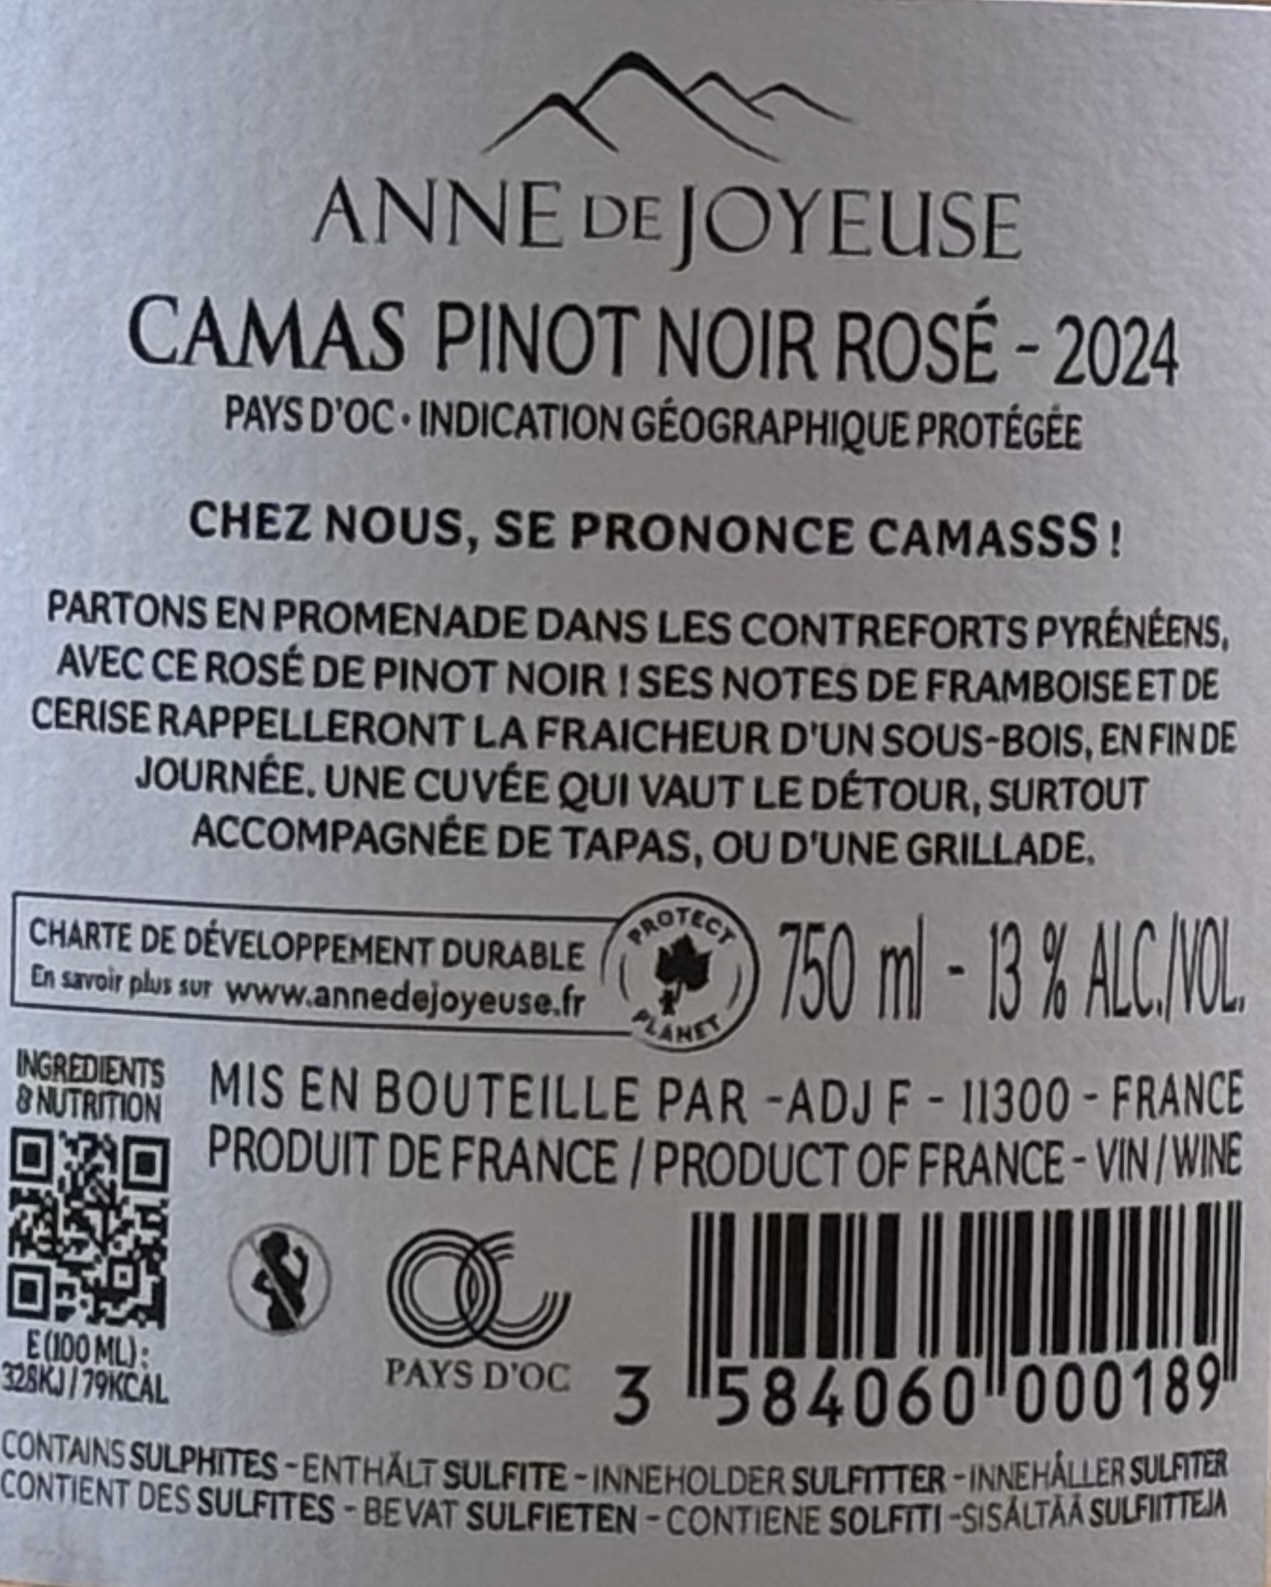 ANNE DE JOYEUSE
CAMAS PINOT NOIR ROSÉ - 2024
PAYS D'OC • INDICATION GÉOGRAPHIQUE PROTÉGÉE
CHEZ NOUS, SE PRONONCE CAMASSS !
PARTONS EN PROMENADE DANS LES CONTREFORTS PYRÉNÉENS,
AVEC CE ROSÉ DE PINOT NOIR ! SES NOTES DE FRAMBOISE ET DE
CERISE RAPPELLERONT LA FRAICHEUR D'UN SOUS-BOIS, EN FIN DE
JOURNÉE. UNE CUVÉE QUI VAUT LE DÉTOUR, SURTOUT
ACCOMPAGNÉE DE TAPAS, OU D'UNE GRILLADE.
CHARTE DE DÉVELOPPEMENT DURABLE
En savoir plus sur www.annedejoyeuse.fr
PROTECT
PLANET
750 ml - 13 % ALC./VOL.
INGREDIENTS
& NUTRITION
MIS EN BOUTEILLE PAR -ADJ F - 11300 - FRANCE
PRODUIT DE FRANCE / PRODUCT OF FRANCE - VIN / WINE
E (100 ML) :
328KJ / 79KCAL
OC
PAYS D'OC
3 584060 000189
CONTAINS SULPHITES - ENTHÄLT SULFITE - INNEHOLDER SULFITTER - INNEHÅLLER SULFITER
CONTIENT DES SULFITES - BEVAT SULFIETEN - CONTIENE SOLFITI -SISÅLTÄÄ SULFIITTEJA